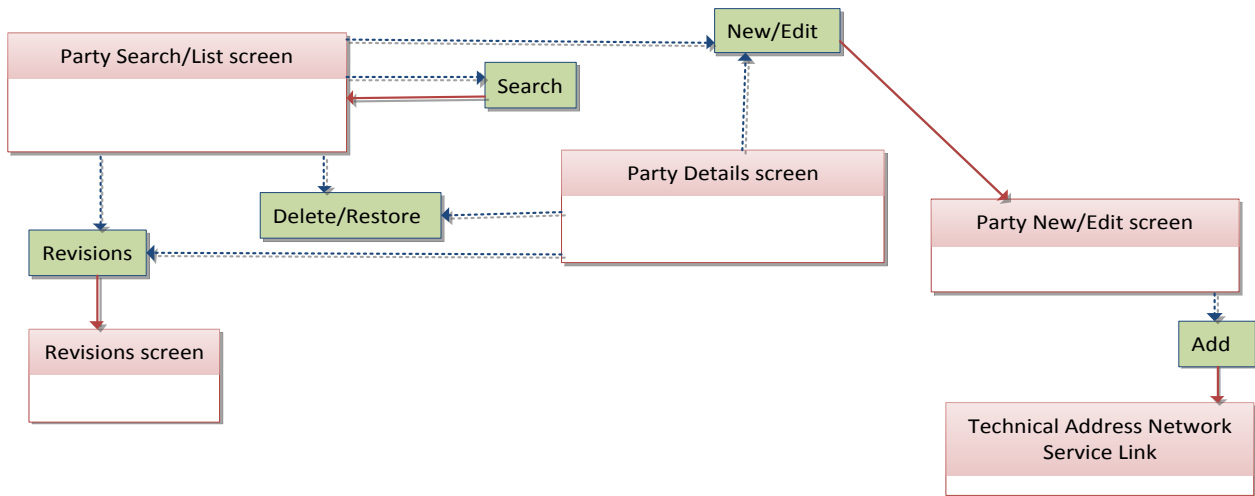 New/Edit
Party Search/List screen
Search
Party Details screen
Delete/Restore
Party New/Edit screen
Revisions
Revisions screen
Add
Technical Address Network
Service Link